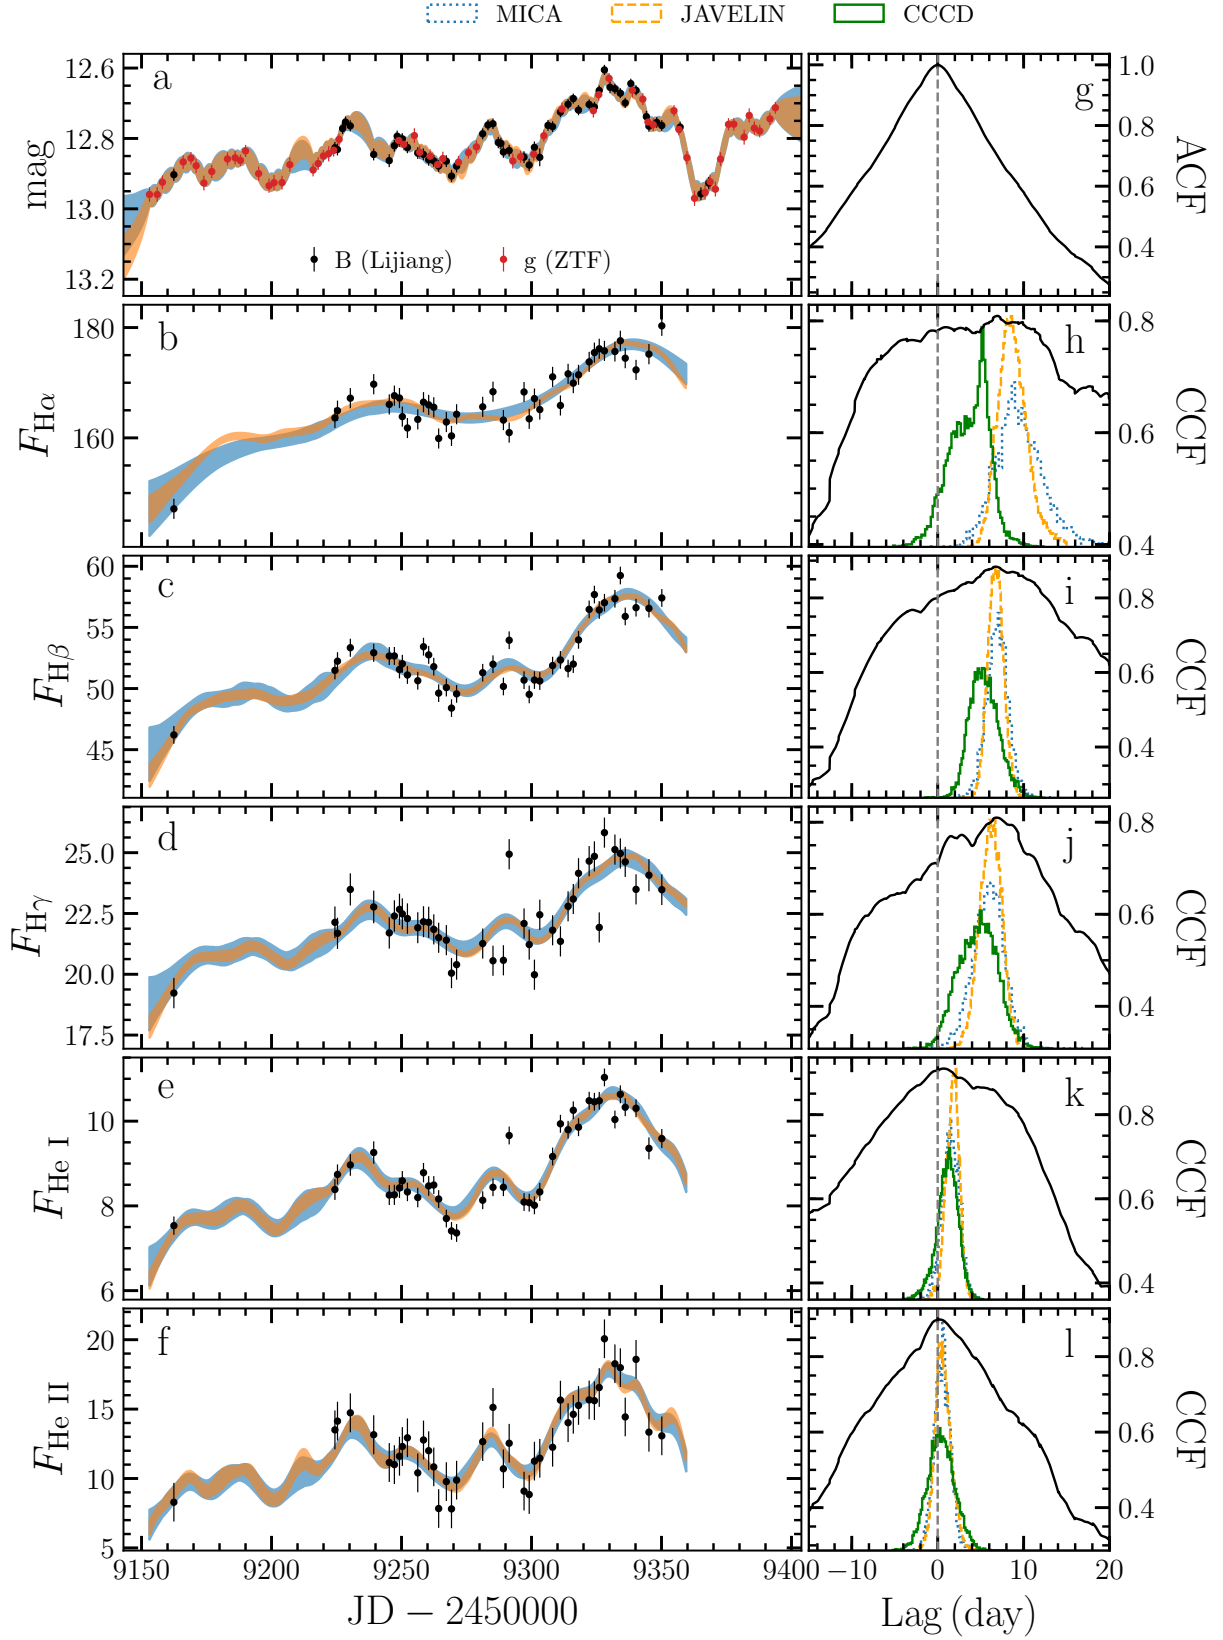 MICA JAVELIN CCCD
a
12.6
12.8
13.0
13.2
mag
B (Lijiang) g (ZTF)
g
1.0
0.8
0.6
0.4
ACF
b
180
160
F_Hα
h
0.8
0.6
0.4
CCF
c
60
55
50
45
F_Hβ
i
0.8
0.6
0.4
CCF
d
25.0
22.5
20.0
17.5
F_Hγ
j
0.8
0.6
0.4
CCF
e
10
8
6
F_He I
k
0.8
0.6
0.4
CCF
f
20
15
10
5
F_He II
l
0.8
0.6
0.4
CCF
9150 9200 9250 9300 9350 9400
−10 0 10 20
JD − 2450000
Lag (day)